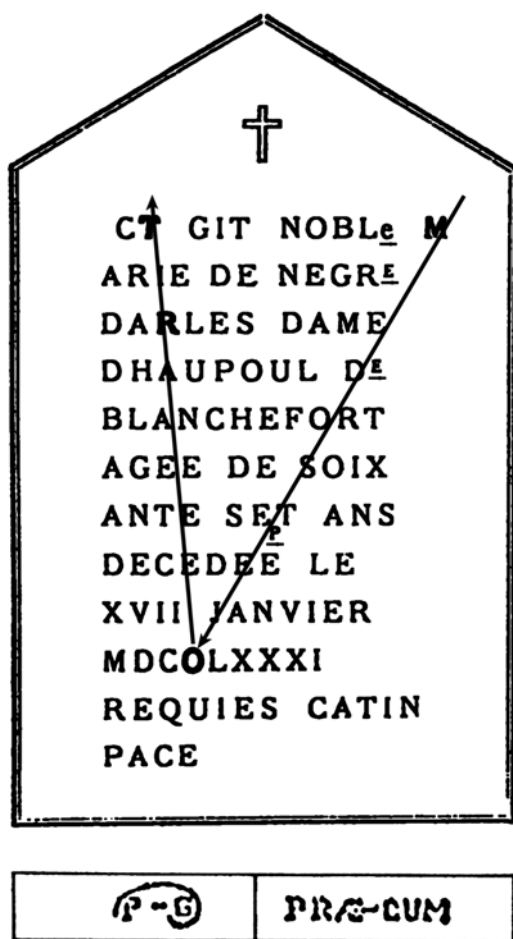 CT GIT NOBLe M
ARIE DE NEGRE
DARLES DAME
DHAUPOUL DE
BLANCHEFORT
AGEE DE SOIX
ANTE SEPT ANS
DECEDEE LE
XVII JANVIER
MDCOLXXXI
REQUIES CATIN
PACE
P-G
PRÆ-CUM